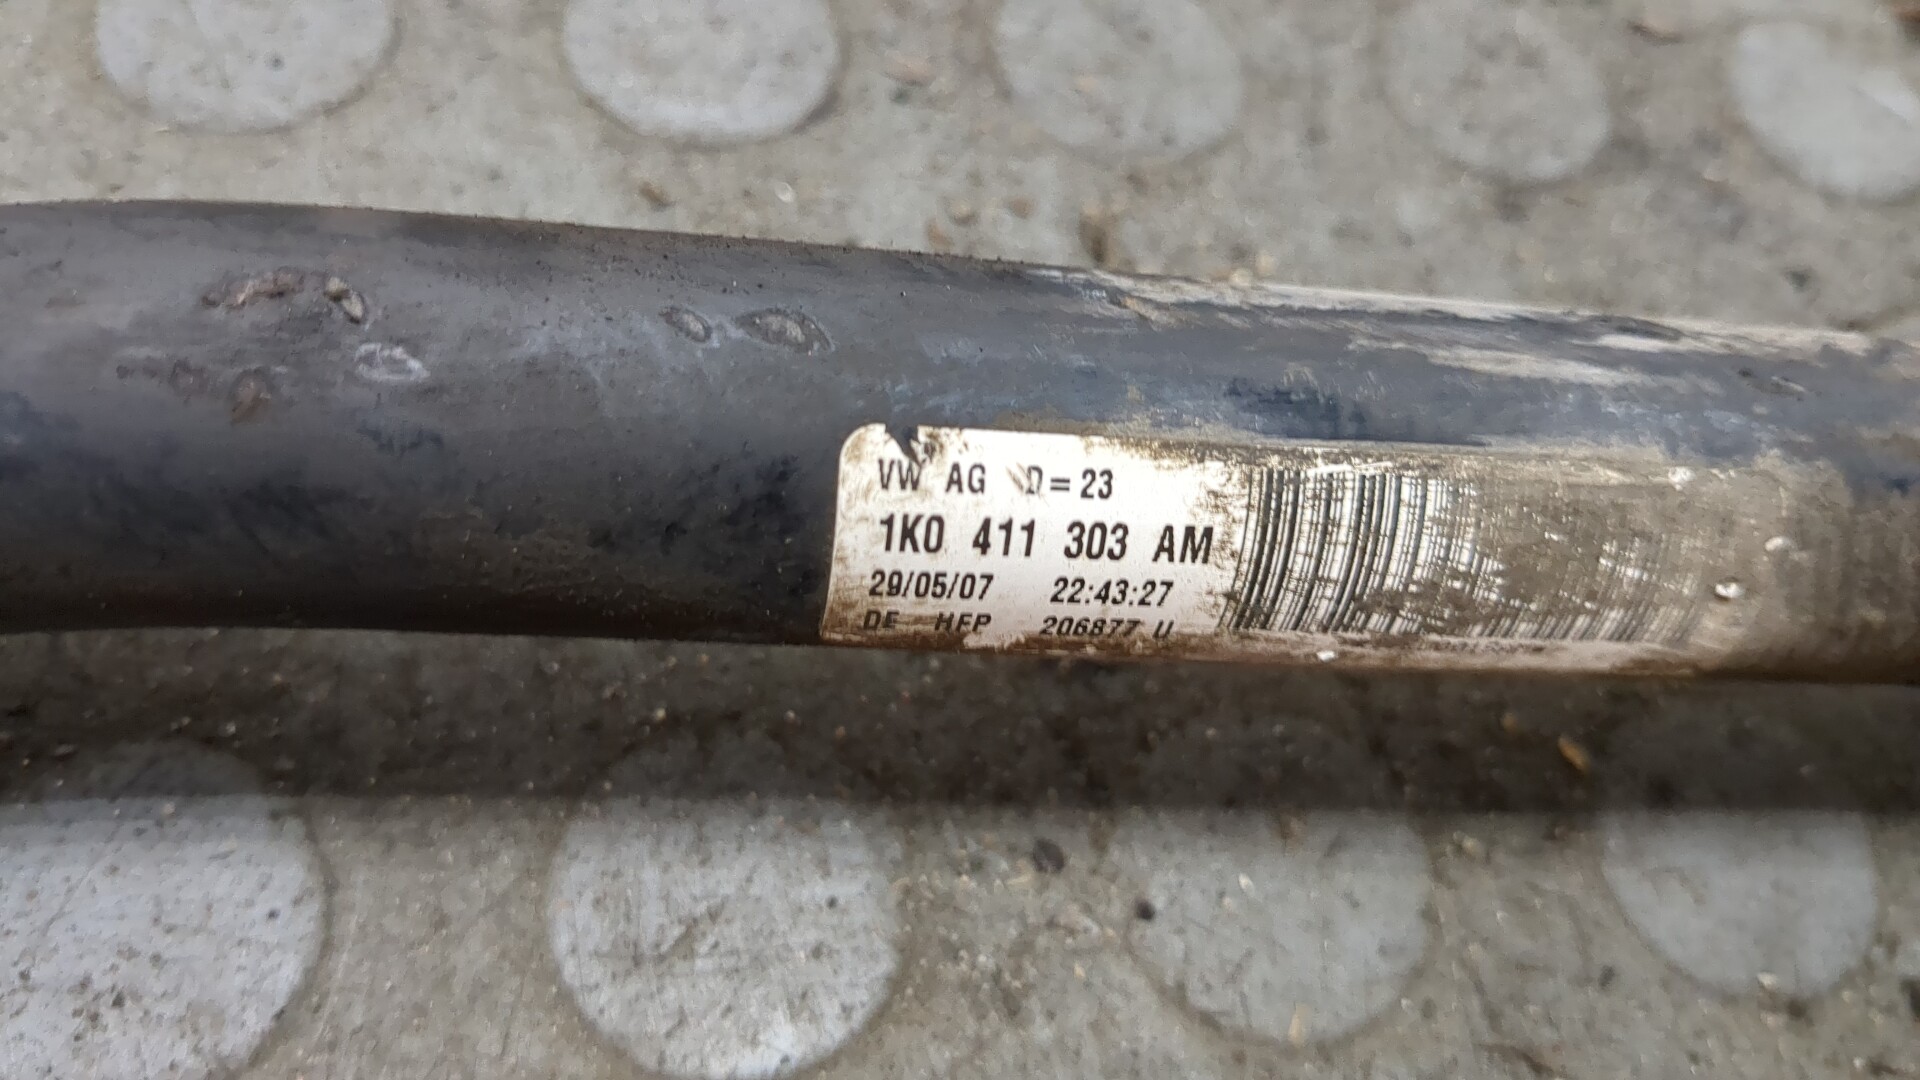 VW AG D=23
1K0 411 303 AM
29/05/07 22:43:27
DE HFP 206877 U